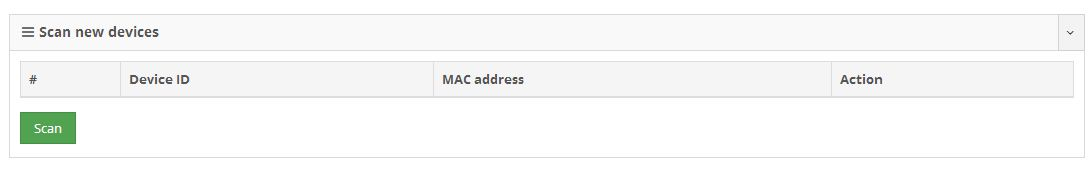 Scan new devices
# Device ID MAC address Action
Scan